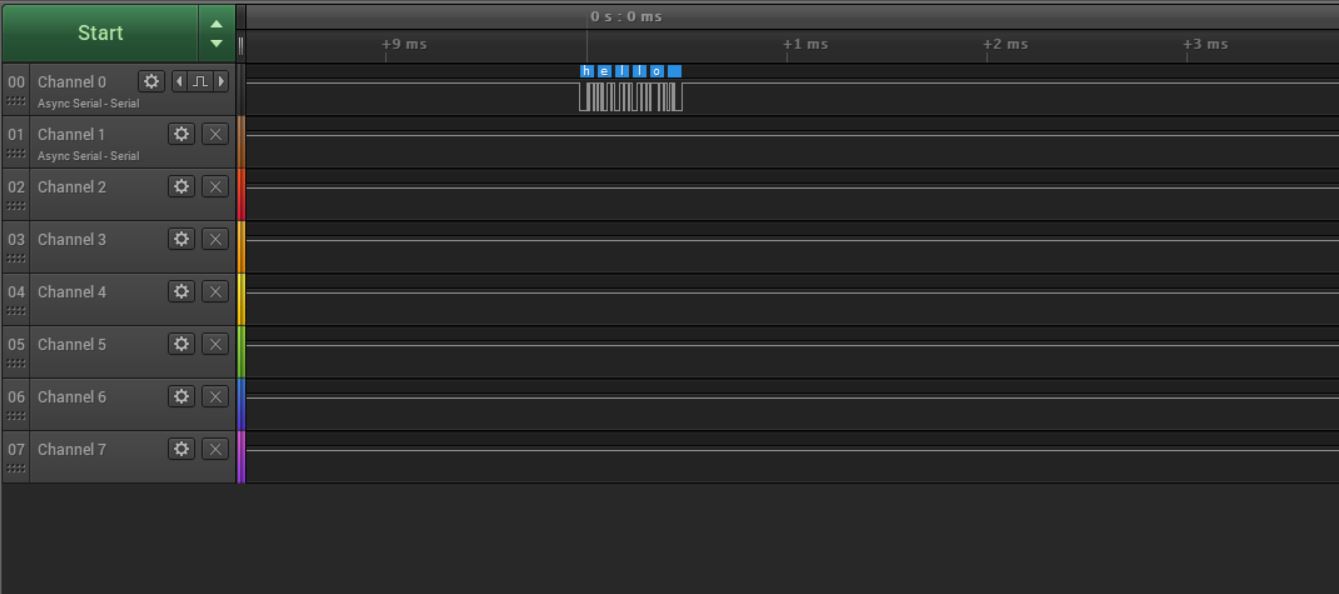 Start
0 s : 0 ms
+9 ms +1 ms +2 ms +3 ms
00 Channel 0
Async Serial - Serial
h e l l o
01 Channel 1
Async Serial - Serial
02 Channel 2
03 Channel 3
04 Channel 4
05 Channel 5
06 Channel 6
07 Channel 7